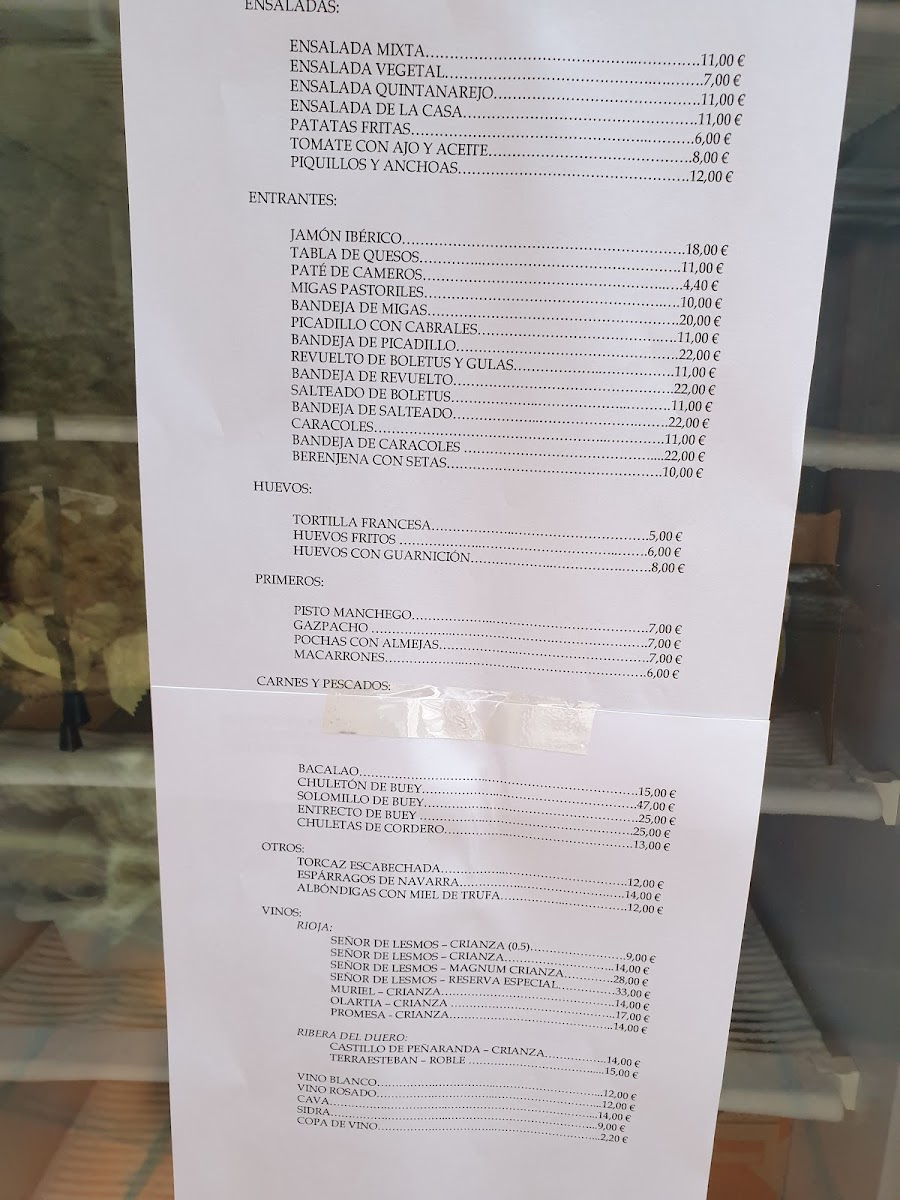 ENSALADAS:
ENSALADA MIXTA..............................11,00 €
ENSALADA VEGETAL..............................7,00 €
ENSALADA QUINTANAREJO..............................11,00 €
ENSALADA DE LA CASA..............................11,00 €
PATATAS FRITAS..............................6,00 €
TOMATE CON AJO Y ACEITE..............................8,00 €
PIQUILLOS Y ANCHOAS..............................12,00 €
ENTRANTES:
JAMÓN IBÉRICO..............................18,00 €
TABLA DE QUESOS..............................11,00 €
PATÉ DE CAMEROS..............................4,40 €
MIGAS PASTORILES..............................10,00 €
BANDEJA DE MIGAS..............................20,00 €
PICADILLO CON CABRALES..............................11,00 €
BANDEJA DE PICADILLO..............................22,00 €
REVUELTO DE BOLETUS Y GULAS..............................11,00 €
BANDEJA DE REVUELTO..............................22,00 €
SALTEADO DE BOLETUS..............................11,00 €
BANDEJA DE SALTEADO..............................22,00 €
CARACOLES..............................11,00 €
BANDEJA DE CARACOLES ..............................22,00 €
BERENJENA CON SETAS..............................10,00 €
HUEVOS:
TORTILLA FRANCESA..............................5,00 €
HUEVOS FRITOS ..............................6,00 €
HUEVOS CON GUARNICIÓN..............................8,00 €
PRIMEROS:
PISTO MANCHEGO..............................7,00 €
GAZPACHO ..............................7,00 €
POCHAS CON ALMEJAS..............................7,00 €
MACARRONES..............................6,00 €
CARNES Y PESCADOS:
BACALAO..............................15,00 €
CHULETÓN DE BUEY..............................47,00 €
SOLOMILLO DE BUEY..............................25,00 €
ENTRECTO DE BUEY ..............................25,00 €
CHULETAS DE CORDERO..............................13,00 €
OTROS:
TORCAZ ESCABECHADA..............................12,00 €
ESPÁRRAGOS DE NAVARRA..............................14,00 €
ALBÓNDIGAS CON MIEL DE TRUFA..............................12,00 €
VINOS:
RIOJA:
SEÑOR DE LESMOS – CRIANZA (0.5)..............................9,00 €
SEÑOR DE LESMOS – CRIANZA..............................14,00 €
SEÑOR DE LESMOS – MAGNUM CRIANZA..............................28,00 €
SEÑOR DE LESMOS – RESERVA ESPECIAL..............................33,00 €
MURIEL – CRIANZA..............................14,00 €
OLARTIA – CRIANZA ..............................17,00 €
PROMESA - CRIANZA..............................14,00 €
RIBERA DEL DUERO:
CASTILLO DE PEÑARANDA – CRIANZA..............................14,00 €
TERRAESTEBAN – ROBLE ..............................15,00 €
VINO BLANCO..............................12,00 €
VINO ROSADO..............................12,00 €
CAVA..............................14,00 €
SIDRA..............................9,00 €
COPA DE VINO..............................2,20 €